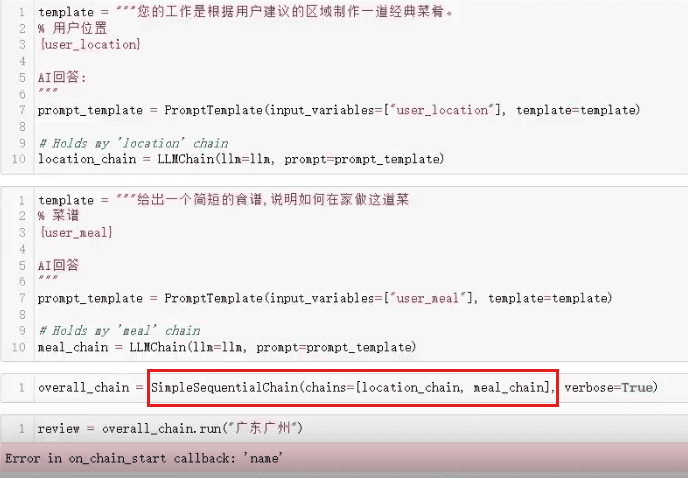 1 template = """您的工作是根据用户建议的区域制作一道经典菜肴。
2 % 用户位置
3 {user_location}
4
5 AI回答:
6 """
7 prompt_template = PromptTemplate(input_variables=["user_location"], template=template)
8
9 # Holds my 'location' chain
10 location_chain = LLMChain(llm=llm, prompt=prompt_template)
1 template = """给出一个简短的食谱,说明如何在家做这道菜
2 % 菜谱
3 {user_meal}
4
5 AI回答
6 """
7 prompt_template = PromptTemplate(input_variables=["user_meal"], template=template)
8
9 # Holds my 'meal' chain
10 meal_chain = LLMChain(llm=llm, prompt=prompt_template)
1 overall_chain = SimpleSequentialChain(chains=[location_chain, meal_chain], verbose=True)
1 review = overall_chain.run("广东广州")
Error in on_chain_start callback: 'name'